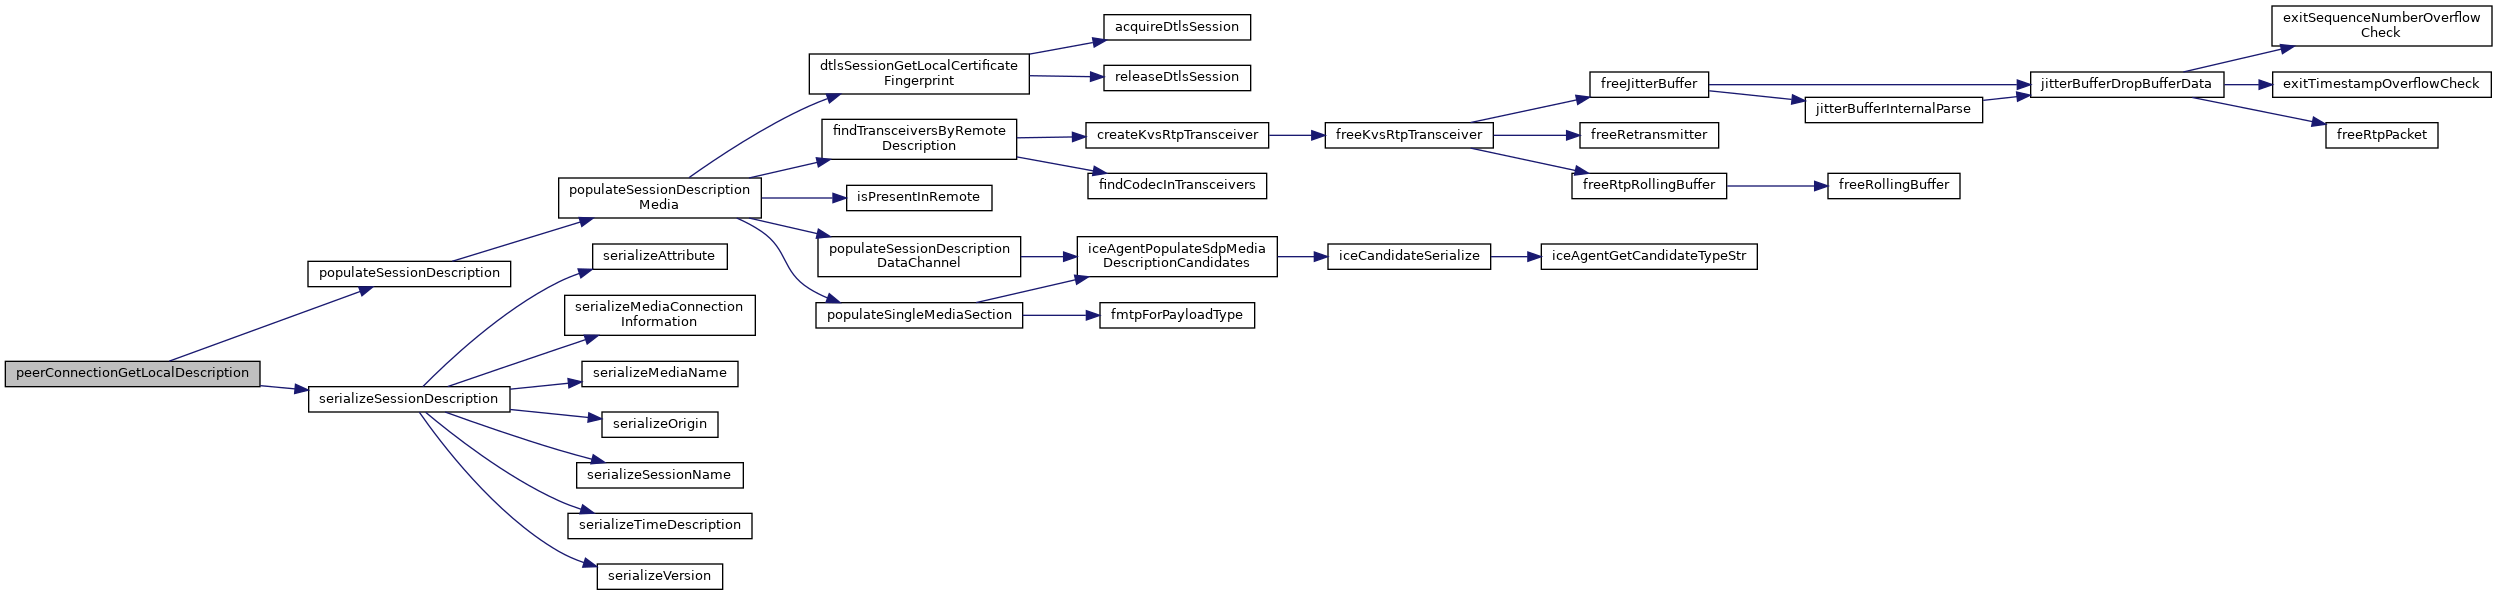 peerConnectionGetLocalDescription
populateSessionDescription
serializeSessionDescription
populateSessionDescription
Media
serializeAttribute
serializeMediaConnection
Information
serializeMediaName
serializeOrigin
serializeSessionName
serializeTimeDescription
serializeVersion
dtlsSessionGetLocalCertificate
Fingerprint
findTransceiversByRemote
Description
isPresentInRemote
populateSessionDescription
DataChannel
populateSingleMediaSection
acquireDtlsSession
releaseDtlsSession
createKvsRtpTransceiver
findCodecInTransceivers
iceAgentPopulateSdpMedia
DescriptionCandidates
fmtpForPayloadType
freeKvsRtpTransceiver
iceCandidateSerialize
freeJitterBuffer
freeRetransmitter
freeRtpRollingBuffer
iceAgentGetCandidateTypeStr
jitterBufferInternalParse
freeRollingBuffer
jitterBufferDropBufferData
exitSequenceNumberOverflow
Check
exitTimestampOverflowCheck
freeRtpPacket